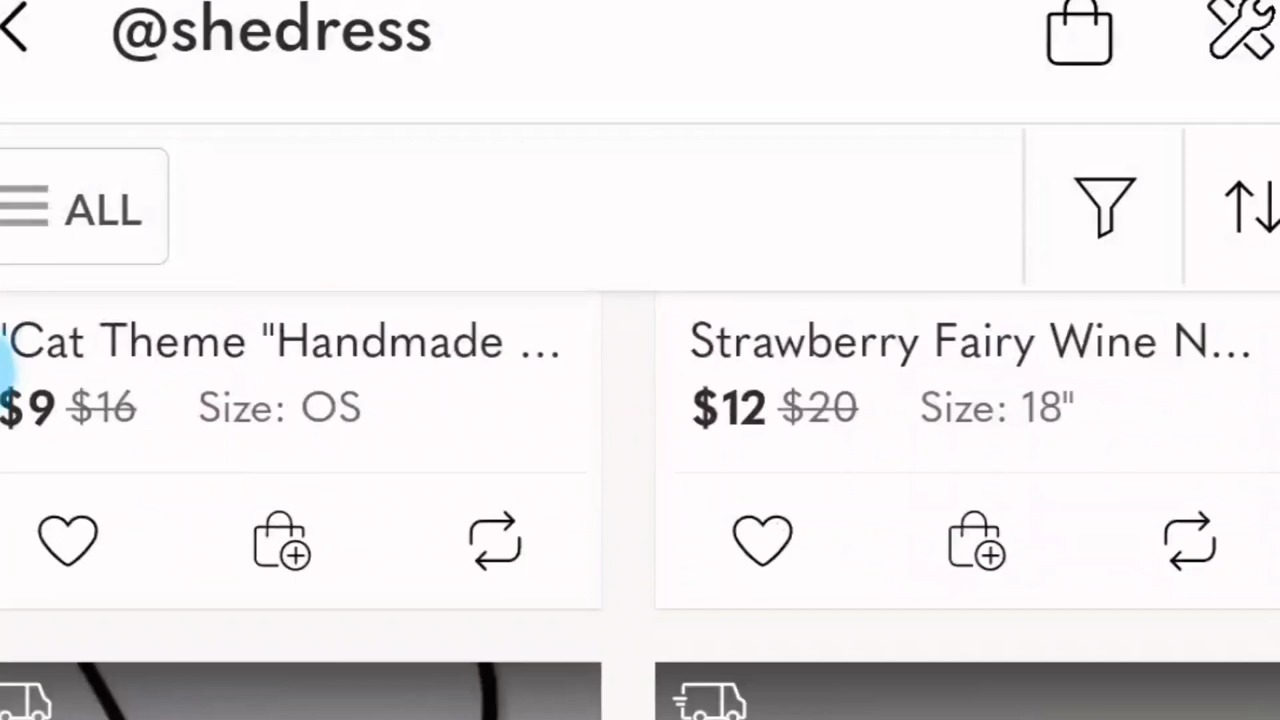 @shedress
ALL
"Cat Theme "Handmade ...
$9 $16 Size: OS
Strawberry Fairy Wine N...
$12 $20 Size: 18"